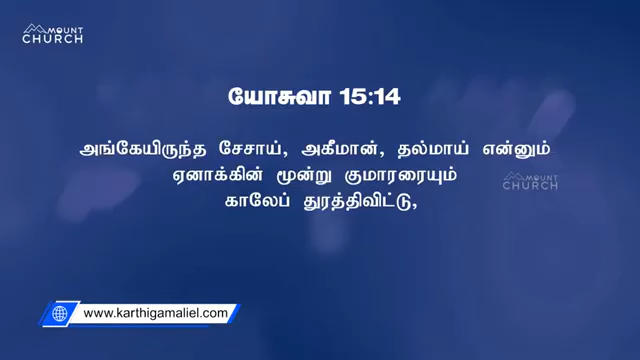 MOUNT
CHURCH
யோசுவா 15:14
அங்கேயிருந்த சேசாய், அகீமான், தல்மாய் என்னும்
ஏனாக்கின் மூன்று குமாரரையும்
காலேப் துரத்திவிட்டு,
MOUNT
CHURCH
www.karthigamaliel.com